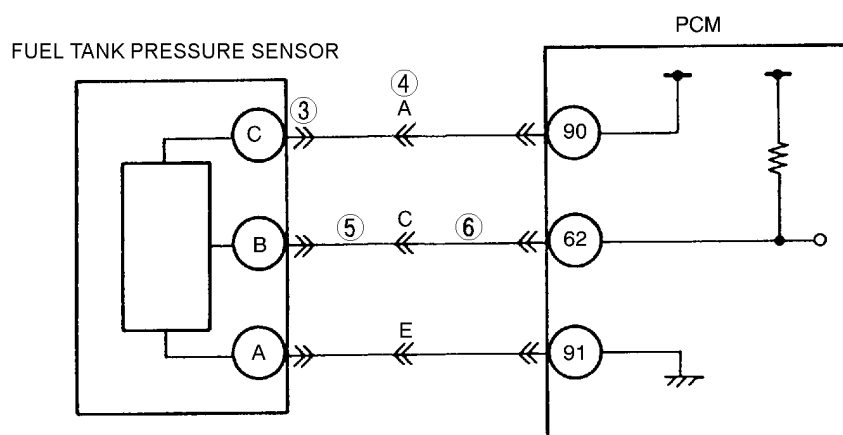 PCM
FUEL TANK PRESSURE SENSOR
④
③ A
C 90
⑤ C ⑥
B 62
E
A 91